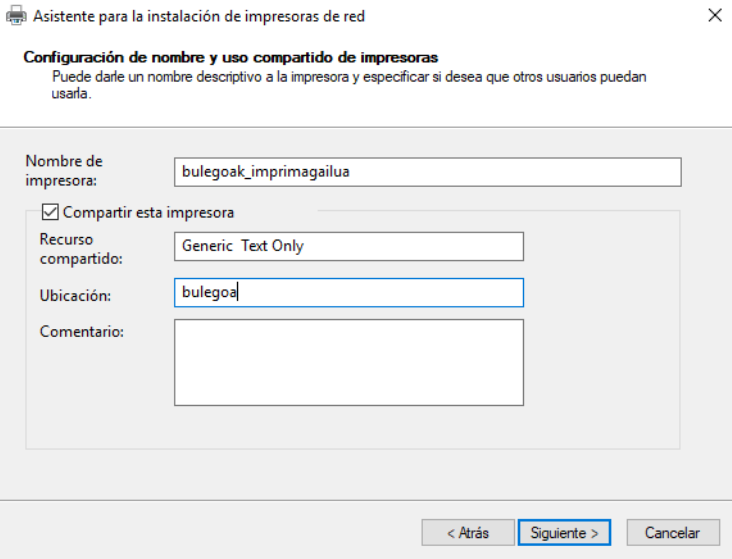 Asistente para la instalación de impresoras de red
Configuración de nombre y uso compartido de impresoras
Puede darle un nombre descriptivo a la impresora y especificar si desea que otros usuarios puedan
usarla.
Nombre de
impresora:
bulegoak_imprimagailua
Compartir esta impresora
Recurso
compartido:
Generic Text Only
Ubicación:
bulegoa
Comentario:
< Atrás
Siguiente >
Cancelar